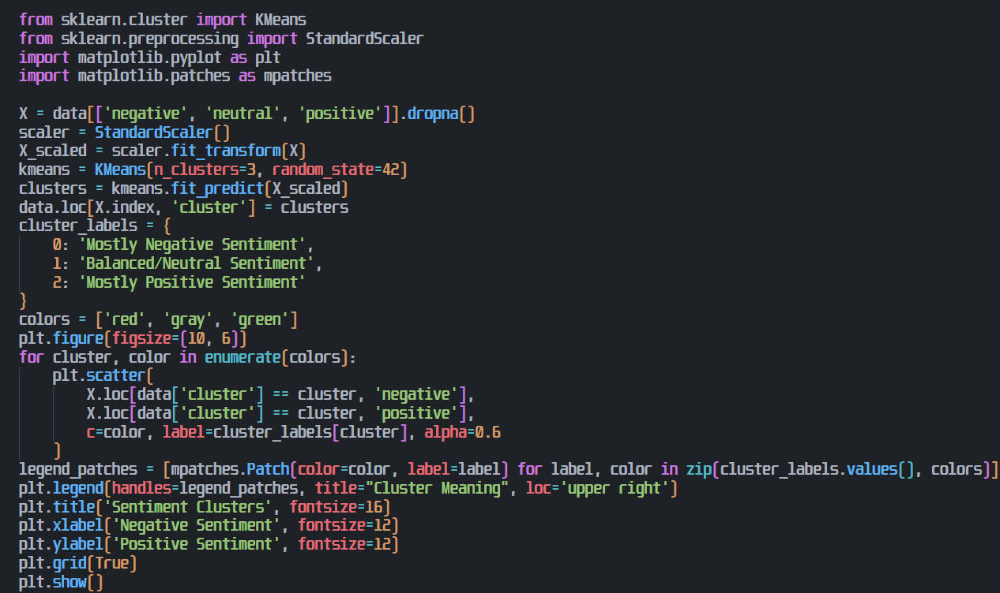 from sklearn.cluster import KMeans
from sklearn.preprocessing import StandardScaler
import matplotlib.pyplot as plt
import matplotlib.patches as mpatches

X = data[['negative', 'neutral', 'positive']].dropna()
scaler = StandardScaler()
X_scaled = scaler.fit_transform(X)
kmeans = KMeans(n_clusters=3, random_state=42)
clusters = kmeans.fit_predict(X_scaled)
data.loc[X.index, 'cluster'] = clusters
cluster_labels = {
    0: 'Mostly Negative Sentiment',
    1: 'Balanced/Neutral Sentiment',
    2: 'Mostly Positive Sentiment'
}
colors = ['red', 'gray', 'green']
plt.figure(figsize=(10, 6))
for cluster, color in enumerate(colors):
    plt.scatter(
        X.loc[data['cluster'] == cluster, 'negative'],
        X.loc[data['cluster'] == cluster, 'positive'],
        c=color, label=cluster_labels[cluster], alpha=0.6
    )
legend_patches = [mpatches.Patch(color=color, label=label) for label, color in zip(cluster_labels.values(), colors)]
plt.legend(handles=legend_patches, title="Cluster Meaning", loc='upper right')
plt.title('Sentiment Clusters', fontsize=16)
plt.xlabel('Negative Sentiment', fontsize=12)
plt.ylabel('Positive Sentiment', fontsize=12)
plt.grid(True)
plt.show()